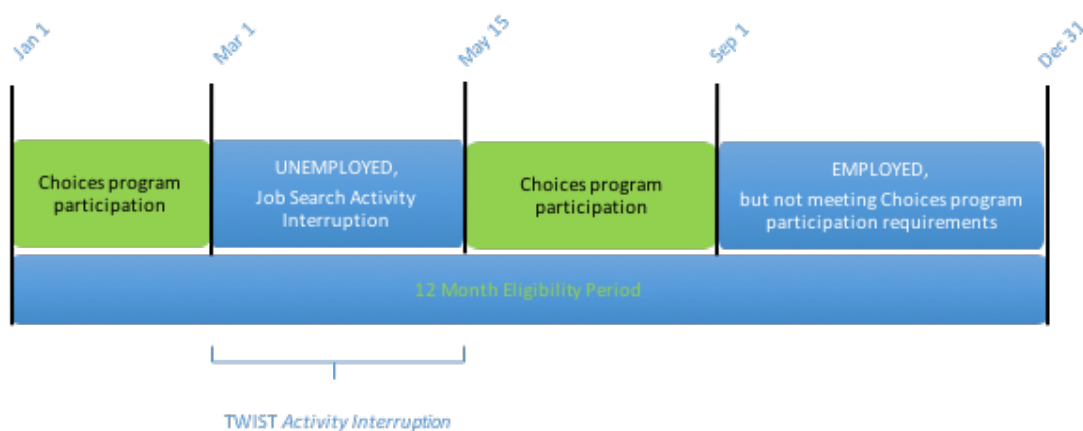 Jan 1
Mar 1
May 15
Sep 1
Dec 31
Choices program
participation
UNEMPLOYED,
Job Search Activity
Interruption
Choices program
participation
EMPLOYED,
but not meeting Choices program
participation requirements
12 Month Eligibility Period
TWIST Activity Interruption